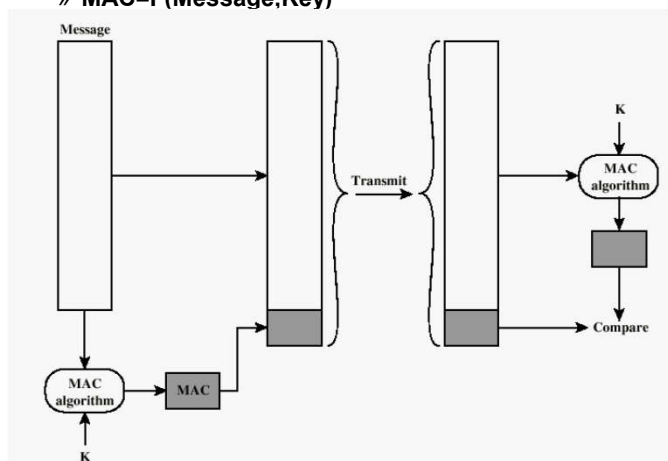 » MAC=F(Message,Key)
Message
K
MAC
algorithm
Transmit
Compare
MAC
algorithm
MAC
K